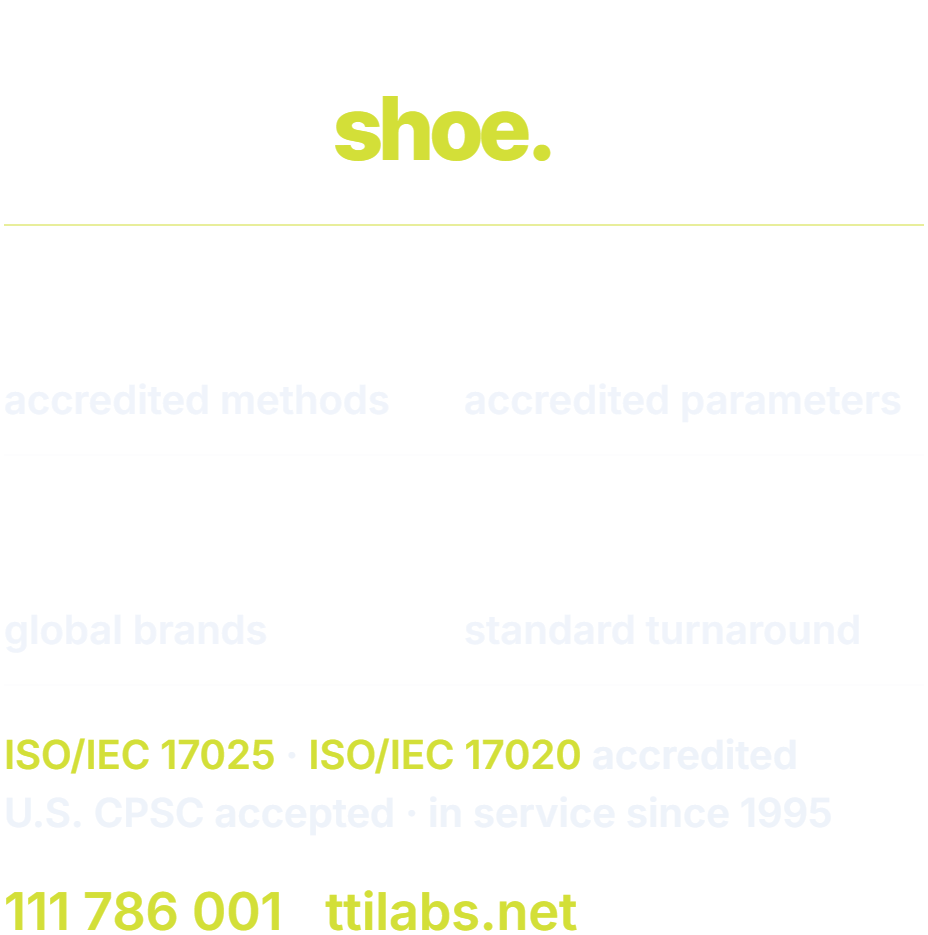 shoe.
accredited methods accredited parameters
global brands standard turnaround
ISO/IEC 17025 · ISO/IEC 17020 accredited
U.S. CPSC accepted · in service since 1995
111 786 001 ttilabs.net